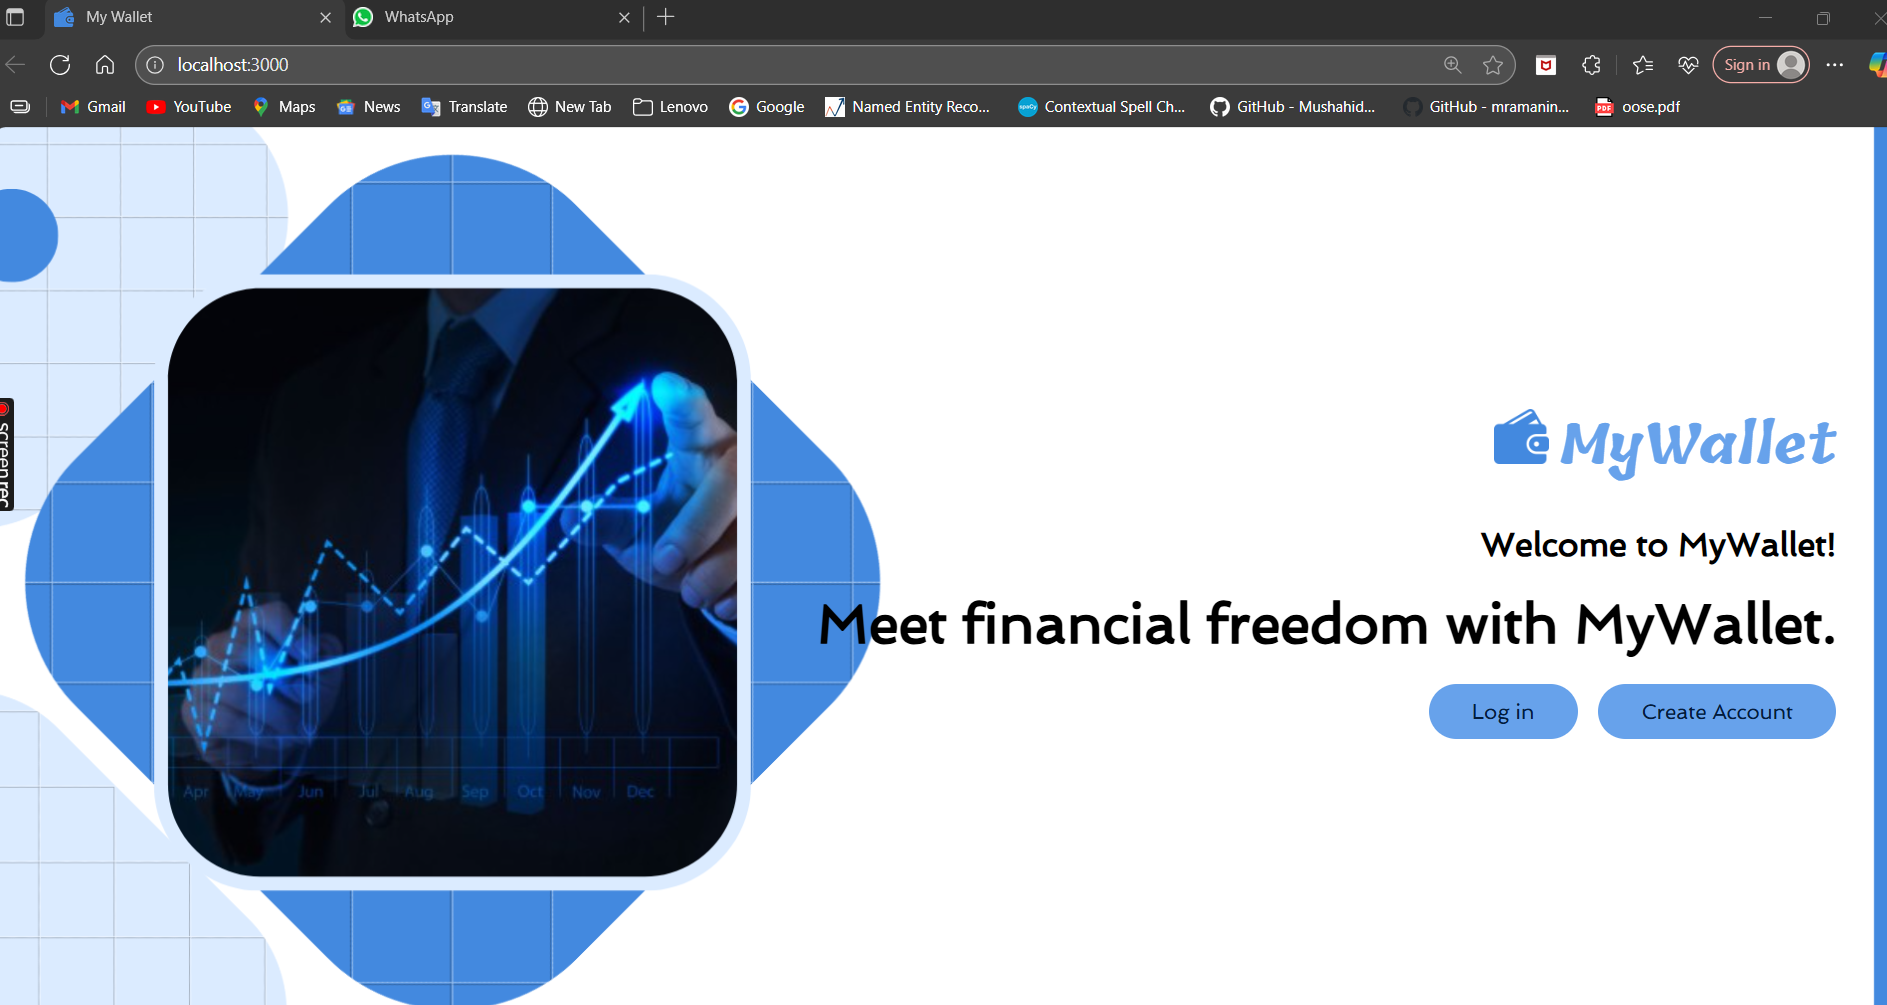 My Wallet
WhatsApp
localhost:3000
Sign in
Gmail
YouTube
Maps
News
Translate
New Tab
Lenovo
Google
Named Entity Reco...
Contextual Spell Ch...
GitHub - Mushahid...
GitHub - mramanin...
oose.pdf
screen rec
MyWallet
Welcome to MyWallet!
Meet financial freedom with MyWallet.
Log in
Create Account
Apr May Jun Jul Aug Sep Oct Nov Dec